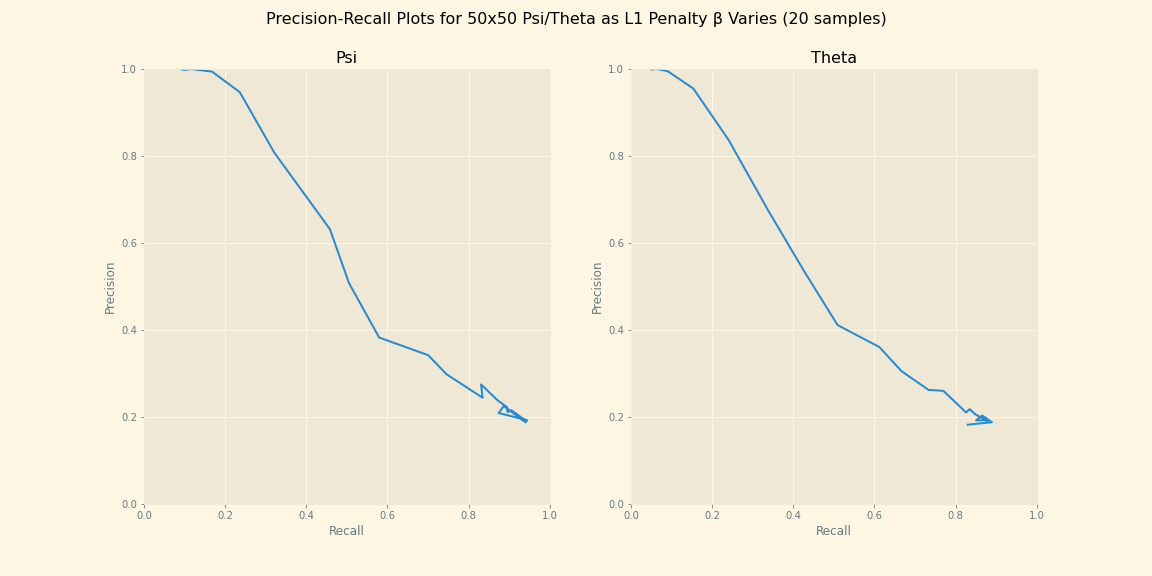 Precision-Recall Plots for 50x50 Psi/Theta as L1 Penalty β Varies (20 samples)
Psi
1.0
0.8
0.6
0.4
0.2
0.0
Precision
0.0 0.2 0.4 0.6 0.8 1.0
Recall
Theta
1.0
0.8
0.6
0.4
0.2
0.0
Precision
0.0 0.2 0.4 0.6 0.8 1.0
Recall